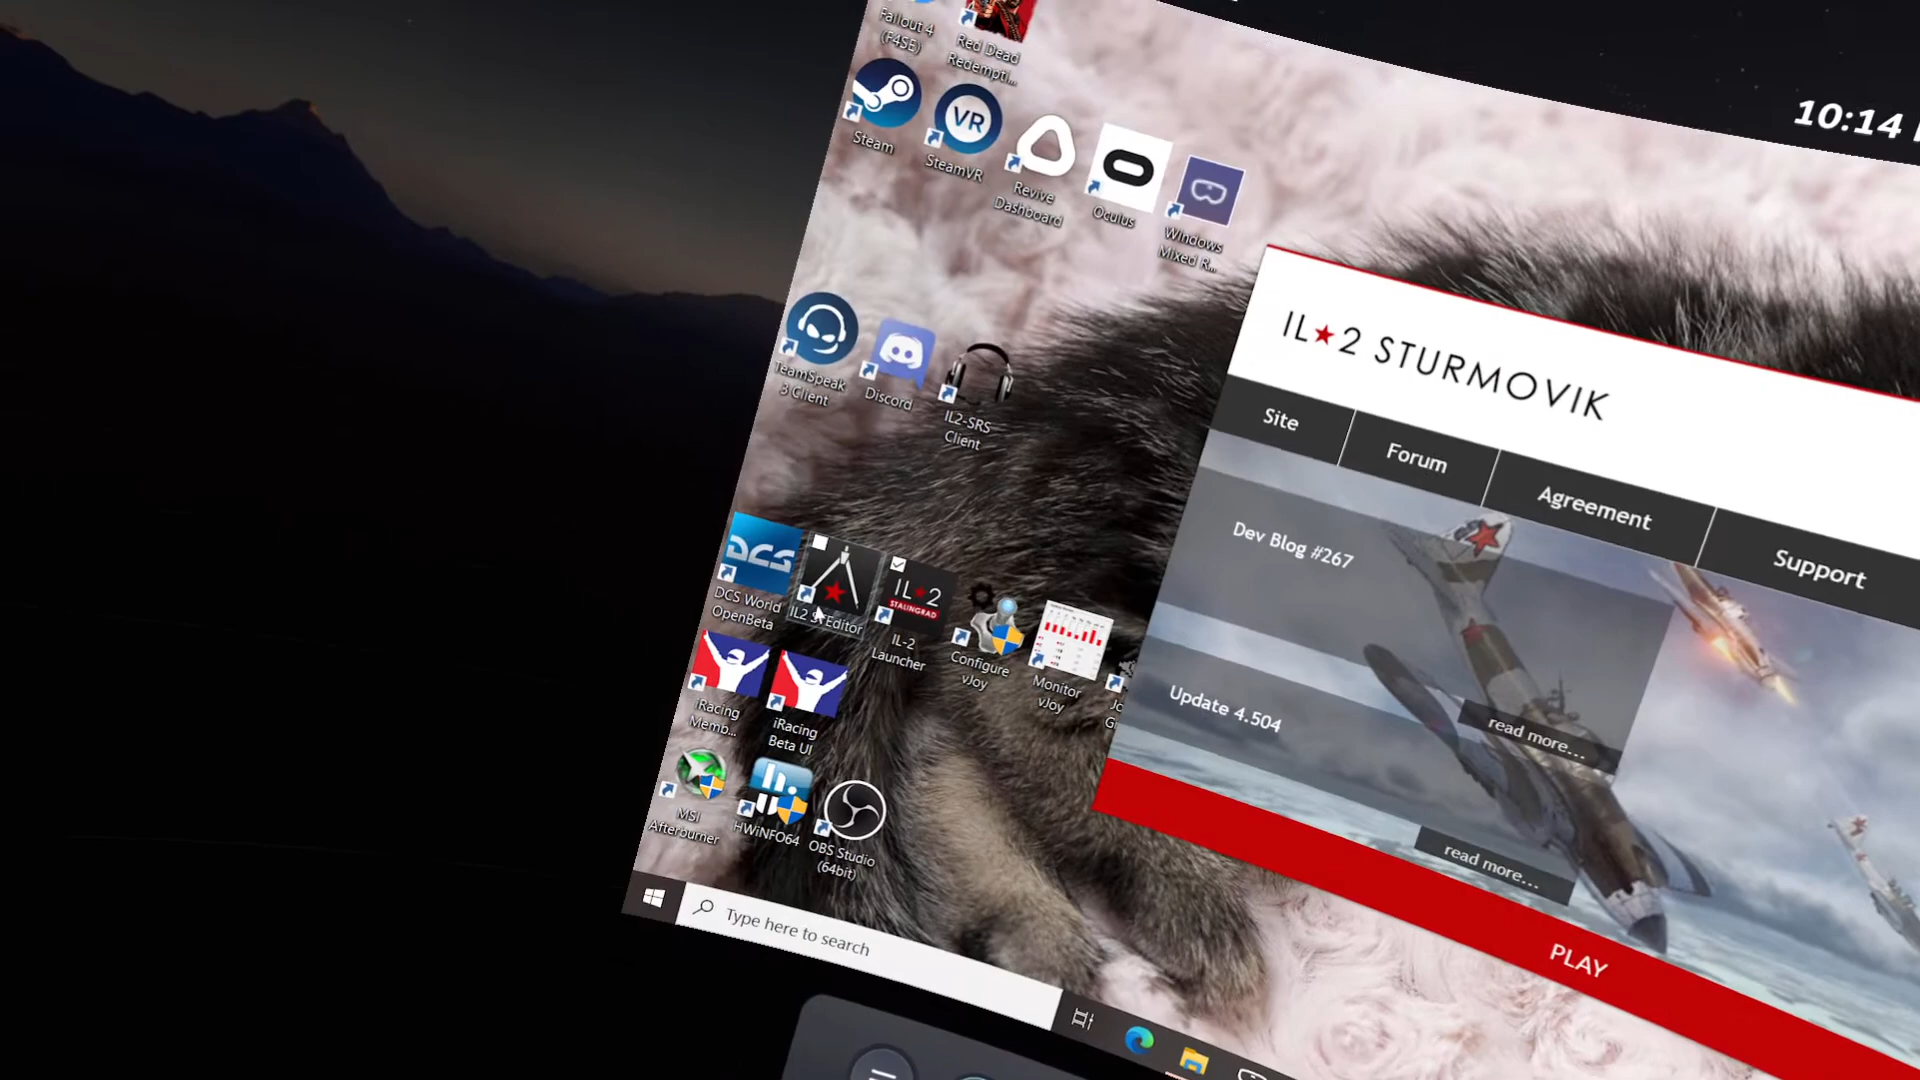 Fallout 4
(F4SE)
Red Dead
Redempti...
10:14
Steam
VR
SteamVR
Revive
Dashboard
Oculus
Windows
Mixed R...
TeamSpeak
3 Client
Discord
IL2-SRS
Client
IL★2 STURMOVIK
Site
Forum
Agreement
Support
Dev Blog #267
read more...
Update 4.504
read more...
PLAY
DCS
DCS World
OpenBeta
Editor
IL★2
STALINGRAD
IL-2
Launcher
Configure
vJoy
Monitor
vJoy
iRacing
Memb...
iRacing
Beta UI
MSI
Afterburner
HWiNFO64
OBS Studio
(64bit)
Type here to search